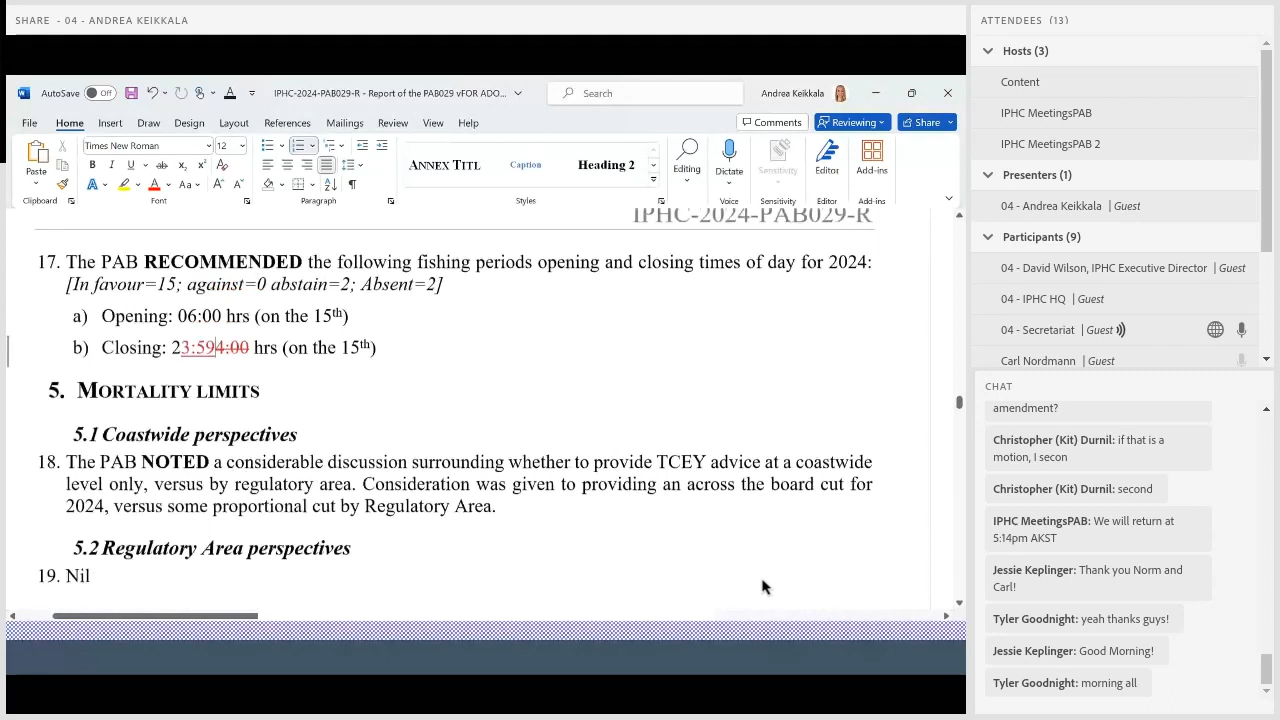 SHARE - 04 - ANDREA KEIKKALA
AutoSave Off
IPHC-2024-PAB029-R - Report of the PAB029 vFOR ADO...
Search
Andrea Keikkala
File Home Insert Draw Design Layout References Mailings Review View Help
Comments
Reviewing
Share
Paste
Times New Roman
12
ANNEX TITL
Caption
Heading 2
Editing
Dictate
Sensitivity
Editor
Add-ins
Clipboard
Font
Paragraph
Styles
Voice
Sensitivity
Editor
Add-ins
IPHC-2024-PAB029-R
17. The PAB RECOMMENDED the following fishing periods opening and closing times of day for 2024:
[In favour=15; against=0 abstain=2; Absent=2]
a) Opening: 06:00 hrs (on the 15th)
b) Closing: 23:594:00 hrs (on the 15th)
5. MORTALITY LIMITS
5.1 Coastwide perspectives
18. The PAB NOTED a considerable discussion surrounding whether to provide TCEY advice at a coastwide
level only, versus by regulatory area. Consideration was given to providing an across the board cut for
2024, versus some proportional cut by Regulatory Area.
5.2 Regulatory Area perspectives
19. Nil
ATTENDEES (13)
Hosts (3)
Content
IPHC MeetingsPAB
IPHC MeetingsPAB 2
Presenters (1)
04 - Andrea Keikkala | Guest
Participants (9)
04 - David Wilson, IPHC Executive Director | Guest
04 - IPHC HQ | Guest
04 - Secretariat | Guest
Carl Nordmann | Guest
CHAT
amendment?
Christopher (Kit) Durnil: if that is a
motion, I secon
Christopher (Kit) Durnil: second
IPHC MeetingsPAB: We will return at
5:14pm AKST
Jessie Keplinger: Thank you Norm and
Carl!
Tyler Goodnight: yeah thanks guys!
Jessie Keplinger: Good Morning!
Tyler Goodnight: morning all